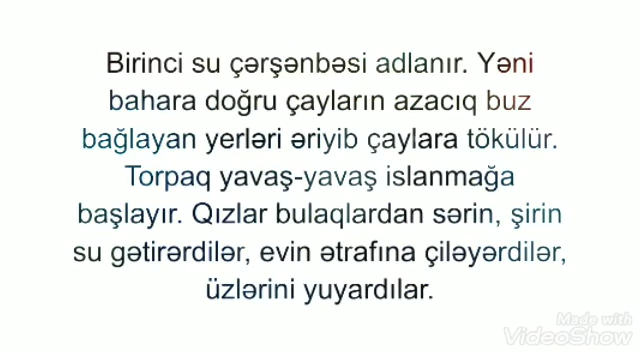 Birinci su çərşənbəsi adlanır. Yəni
bahara doğru çayların azacıq buz
bağlayan yerləri əriyib çaylara tökülür.
Torpaq yavaş-yavaş islanmağa
başlayır. Qızlar bulaqlardan sərin, şirin
su gətirərdilər, evin ətrafına çiləyərdilər,
üzlərini yuyardılar.
Made with
VideoShow